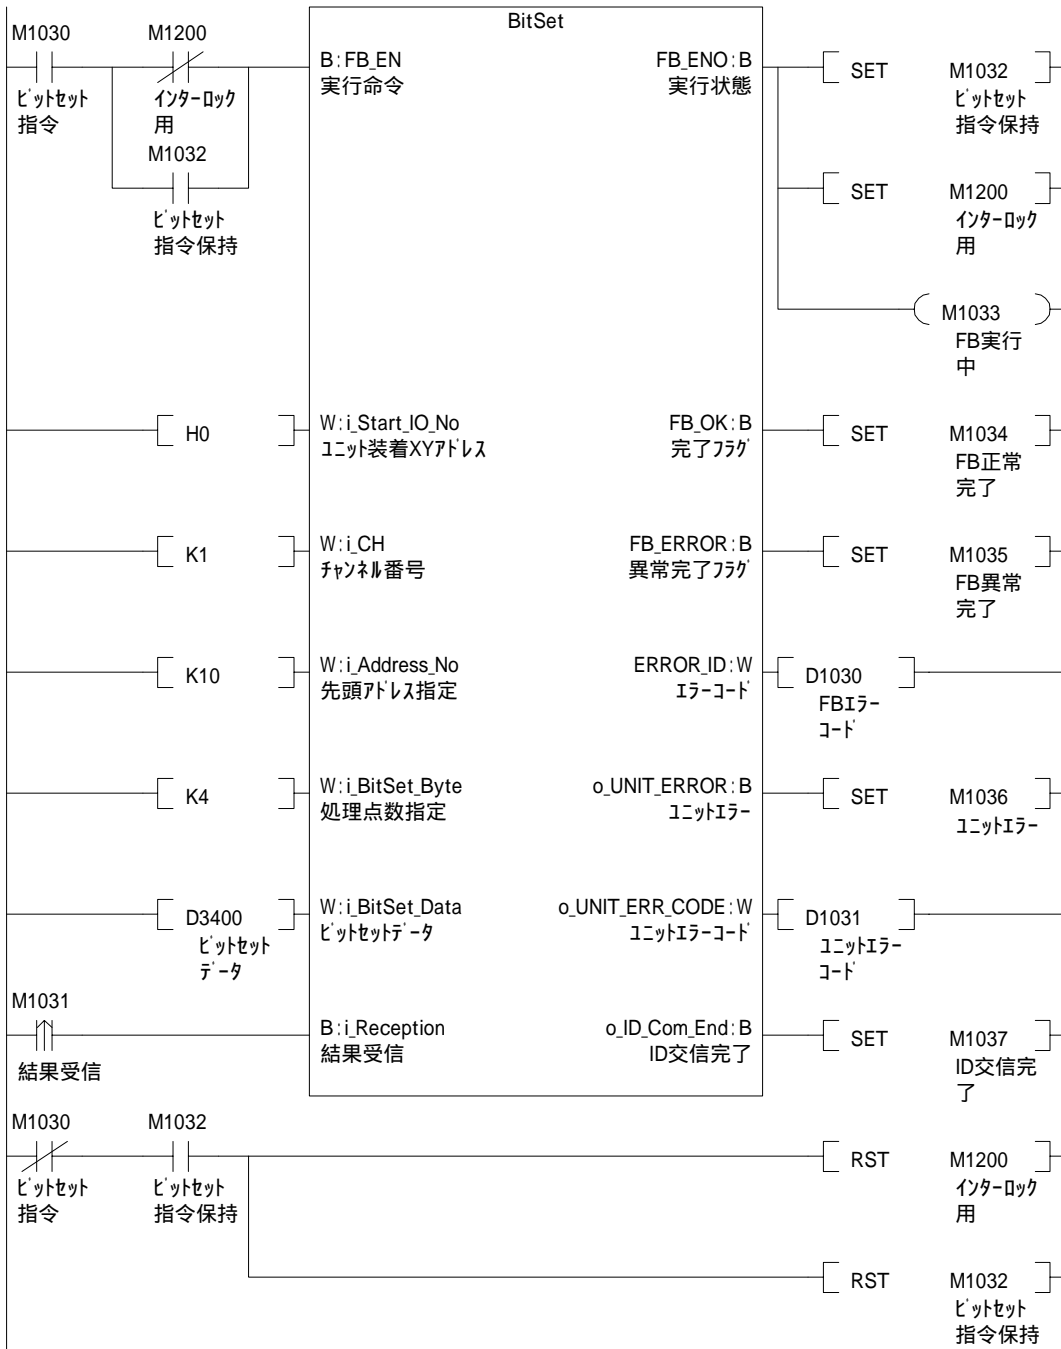 BitSet
M1030
M1200
B:FB_EN
FB_ENO:B
SET
M1032
実行命令
実行状態
ﾋﾞｯﾄｾｯﾄ
指令
ｲﾝﾀｰﾛｯｸ
用
ﾋﾞｯﾄｾｯﾄ
指令保持
M1032
ﾋﾞｯﾄｾｯﾄ
指令保持
SET
M1200
ｲﾝﾀｰﾛｯｸ
用
M1033
FB実行
中
H0
W:i_Start_IO_No
ﾕﾆｯﾄ装着XYｱﾄﾞﾚｽ
FB_OK:B
完了ﾌﾗｸﾞ
SET
M1034
FB正常
完了
K1
W:i_CH
ﾁｬﾝﾈﾙ番号
FB_ERROR:B
異常完了ﾌﾗｸﾞ
SET
M1035
FB異常
完了
K10
W:i_Address_No
先頭ｱﾄﾞﾚｽ指定
ERROR_ID:W
ｴﾗｰｺｰﾄﾞ
D1030
FBｴﾗｰ
ｺｰﾄﾞ
K4
W:i_BitSet_Byte
処理点数指定
o_UNIT_ERROR:B
ﾕﾆｯﾄｴﾗｰ
SET
M1036
ﾕﾆｯﾄｴﾗｰ
D3400
ﾋﾞｯﾄｾｯﾄ
ﾃﾞｰﾀ
W:i_BitSet_Data
ﾋﾞｯﾄｾｯﾄﾃﾞｰﾀ
o_UNIT_ERR_CODE:W
ﾕﾆｯﾄｴﾗｰｺｰﾄﾞ
D1031
ﾕﾆｯﾄｴﾗｰ
ｺｰﾄﾞ
M1031
結果受信
B:i_Reception
結果受信
o_ID_Com_End:B
ID交信完了
SET
M1037
ID交信完
了
M1030
ﾋﾞｯﾄｾｯﾄ
指令
M1032
ﾋﾞｯﾄｾｯﾄ
指令保持
RST
M1200
ｲﾝﾀｰﾛｯｸ
用
RST
M1032
ﾋﾞｯﾄｾｯﾄ
指令保持